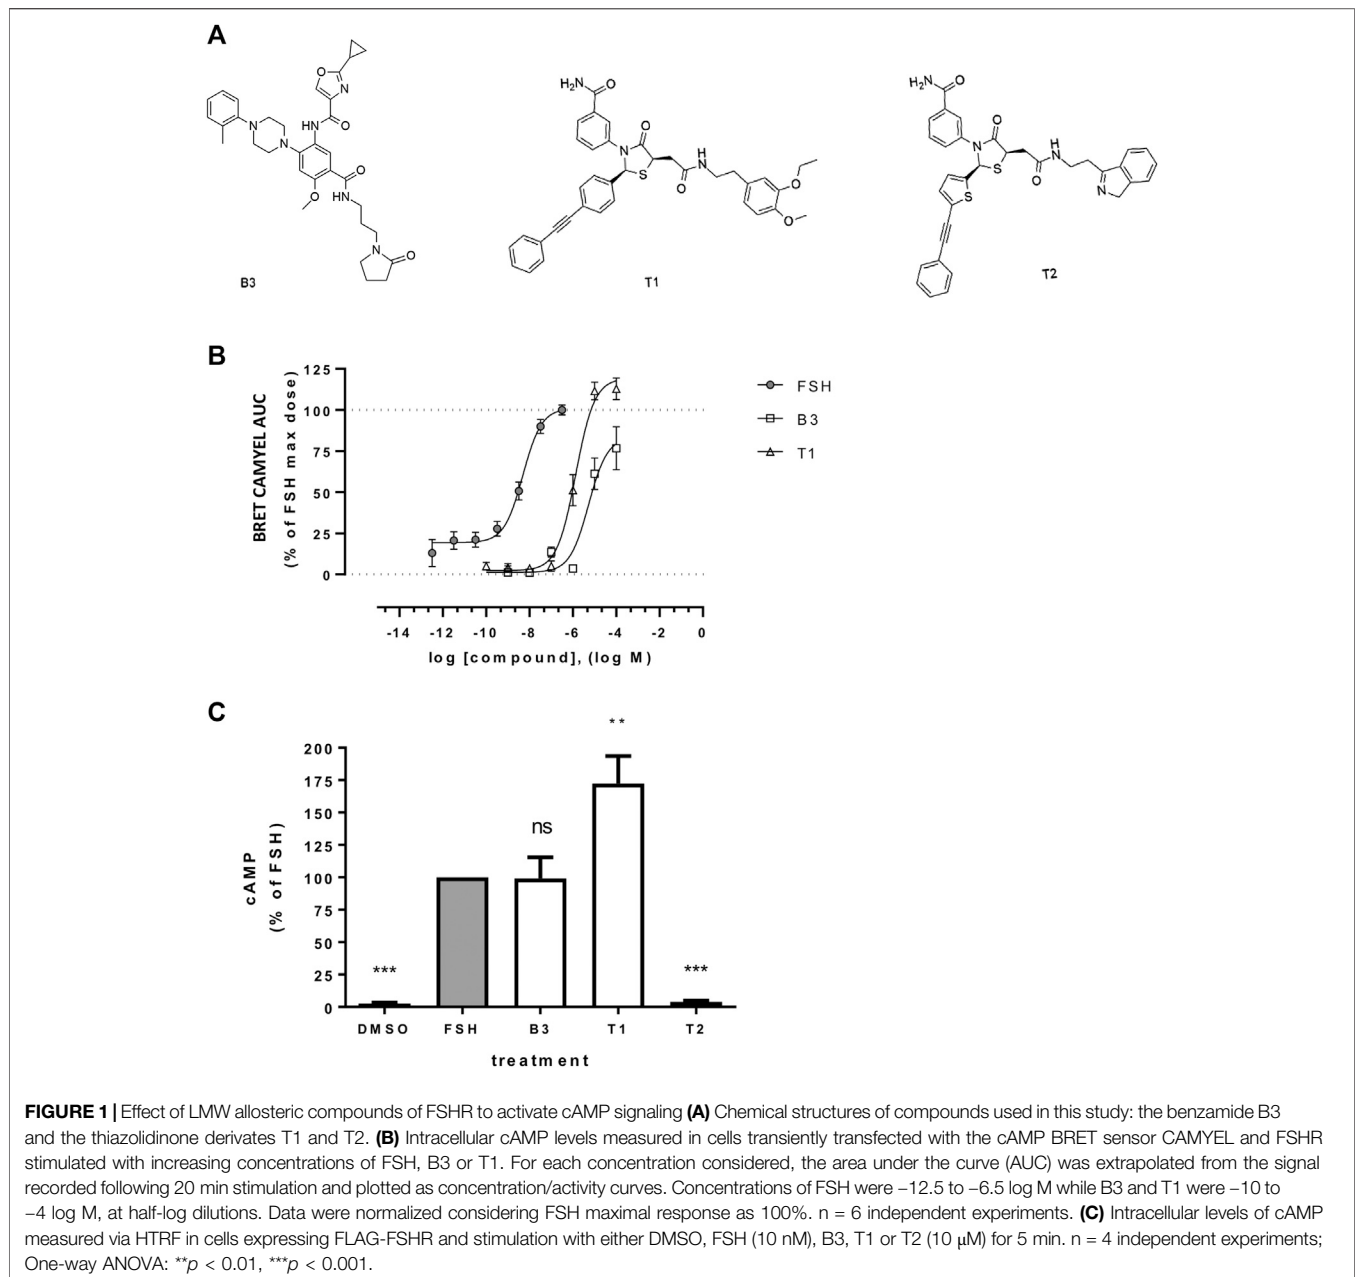 A
O
N
HN
O
N
N
O
O
HN
N
O
B3
H₂N
O
O
N
S
H
N
O
O
O
T1
H₂N
O
O
N
S
H
N
O
N
S
T2
B
BRET CAMYEL AUC
(% of FSH max dose)
125
100
75
50
25
0
-14 -12 -10 -8 -6 -4 -2 0
log [compound], (log M)
FSH
B3
T1
C
cAMP
(% of FSH)
200
175
150
125
100
75
50
25
0
***
ns
**
***
DMSO FSH B3 T1 T2
treatment
FIGURE 1 | Effect of LMW allosteric compounds of FSHR to activate cAMP signaling (A) Chemical structures of compounds used in this study: the benzamide B3
and the thiazolidinone derivates T1 and T2. (B) Intracellular cAMP levels measured in cells transiently transfected with the cAMP BRET sensor CAMYEL and FSHR
stimulated with increasing concentrations of FSH, B3 or T1. For each concentration considered, the area under the curve (AUC) was extrapolated from the signal
recorded following 20 min stimulation and plotted as concentration/activity curves. Concentrations of FSH were −12.5 to −6.5 log M while B3 and T1 were −10 to
−4 log M, at half-log dilutions. Data were normalized considering FSH maximal response as 100%. n = 6 independent experiments. (C) Intracellular levels of cAMP
measured via HTRF in cells expressing FLAG-FSHR and stimulation with either DMSO, FSH (10 nM), B3, T1 or T2 (10 μM) for 5 min. n = 4 independent experiments;
One-way ANOVA: **p < 0.01, ***p < 0.001.